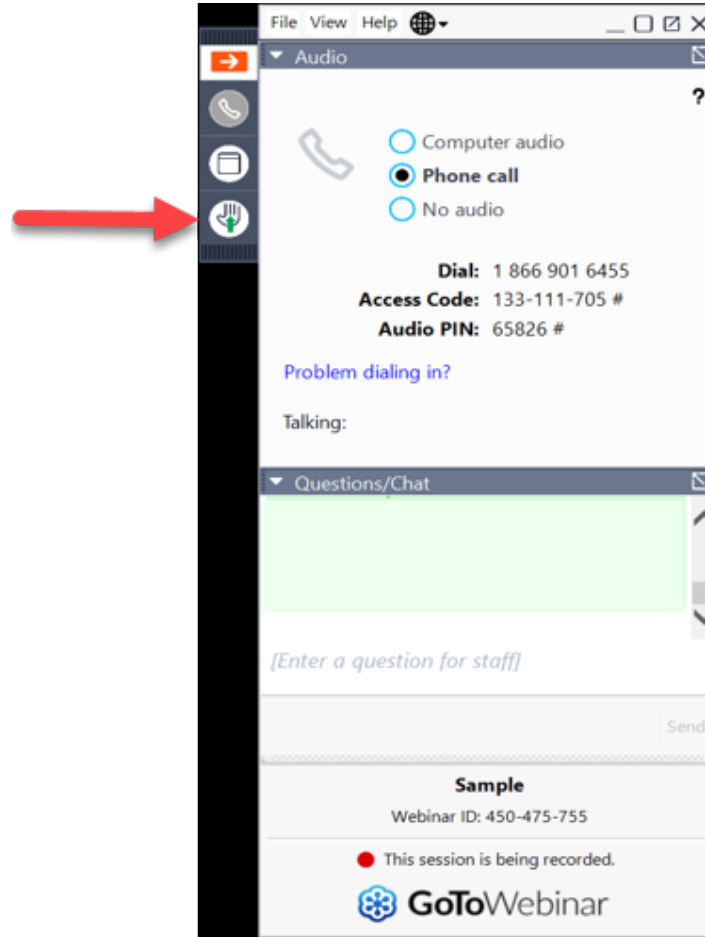 File View Help
Audio
?
Computer audio
Phone call
No audio
Dial: 1 866 901 6455
Access Code: 133-111-705 #
Audio PIN: 65826 #
Problem dialing in?
Talking:
Questions/Chat
[Enter a question for staff]
Send
Sample
Webinar ID: 450-475-755
This session is being recorded.
GoToWebinar